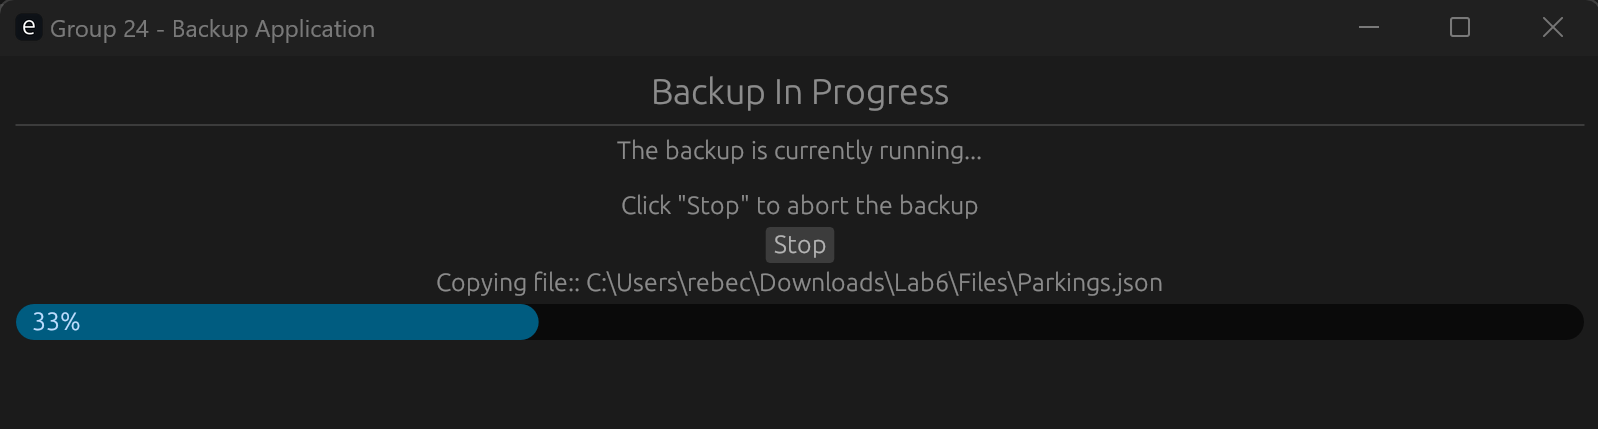 e Group 24 - Backup Application
Backup In Progress
The backup is currently running...
Click "Stop" to abort the backup
Stop
Copying file:: C:\Users\rebec\Downloads\Lab6\Files\Parkings.json
33%